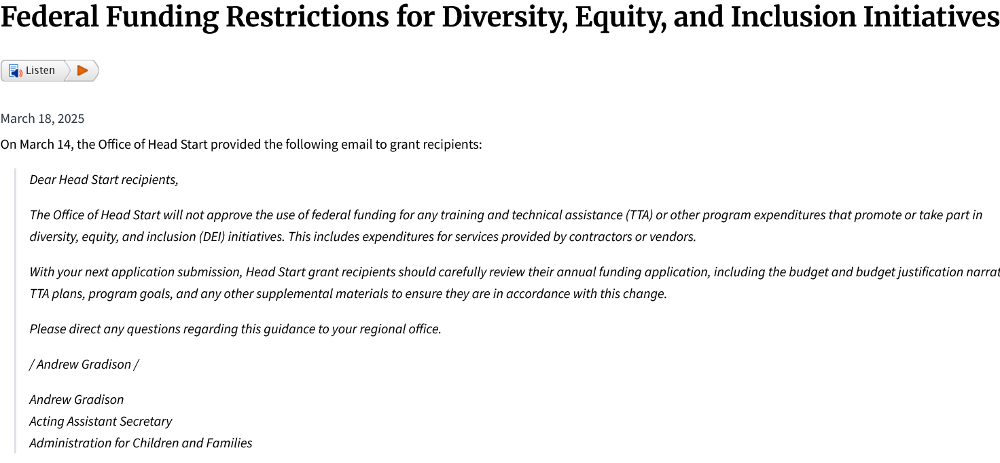 Federal Funding Restrictions for Diversity, Equity, and Inclusion Initiatives
Listen
March 18, 2025
On March 14, the Office of Head Start provided the following email to grant recipients:
Dear Head Start recipients,
The Office of Head Start will not approve the use of federal funding for any training and technical assistance (TTA) or other program expenditures that promote or take part in
diversity, equity, and inclusion (DEI) initiatives. This includes expenditures for services provided by contractors or vendors.
With your next application submission, Head Start grant recipients should carefully review their annual funding application, including the budget and budget justification narrat
TTA plans, program goals, and any other supplemental materials to ensure they are in accordance with this change.
Please direct any questions regarding this guidance to your regional office.
/ Andrew Gradison /
Andrew Gradison
Acting Assistant Secretary
Administration for Children and Families